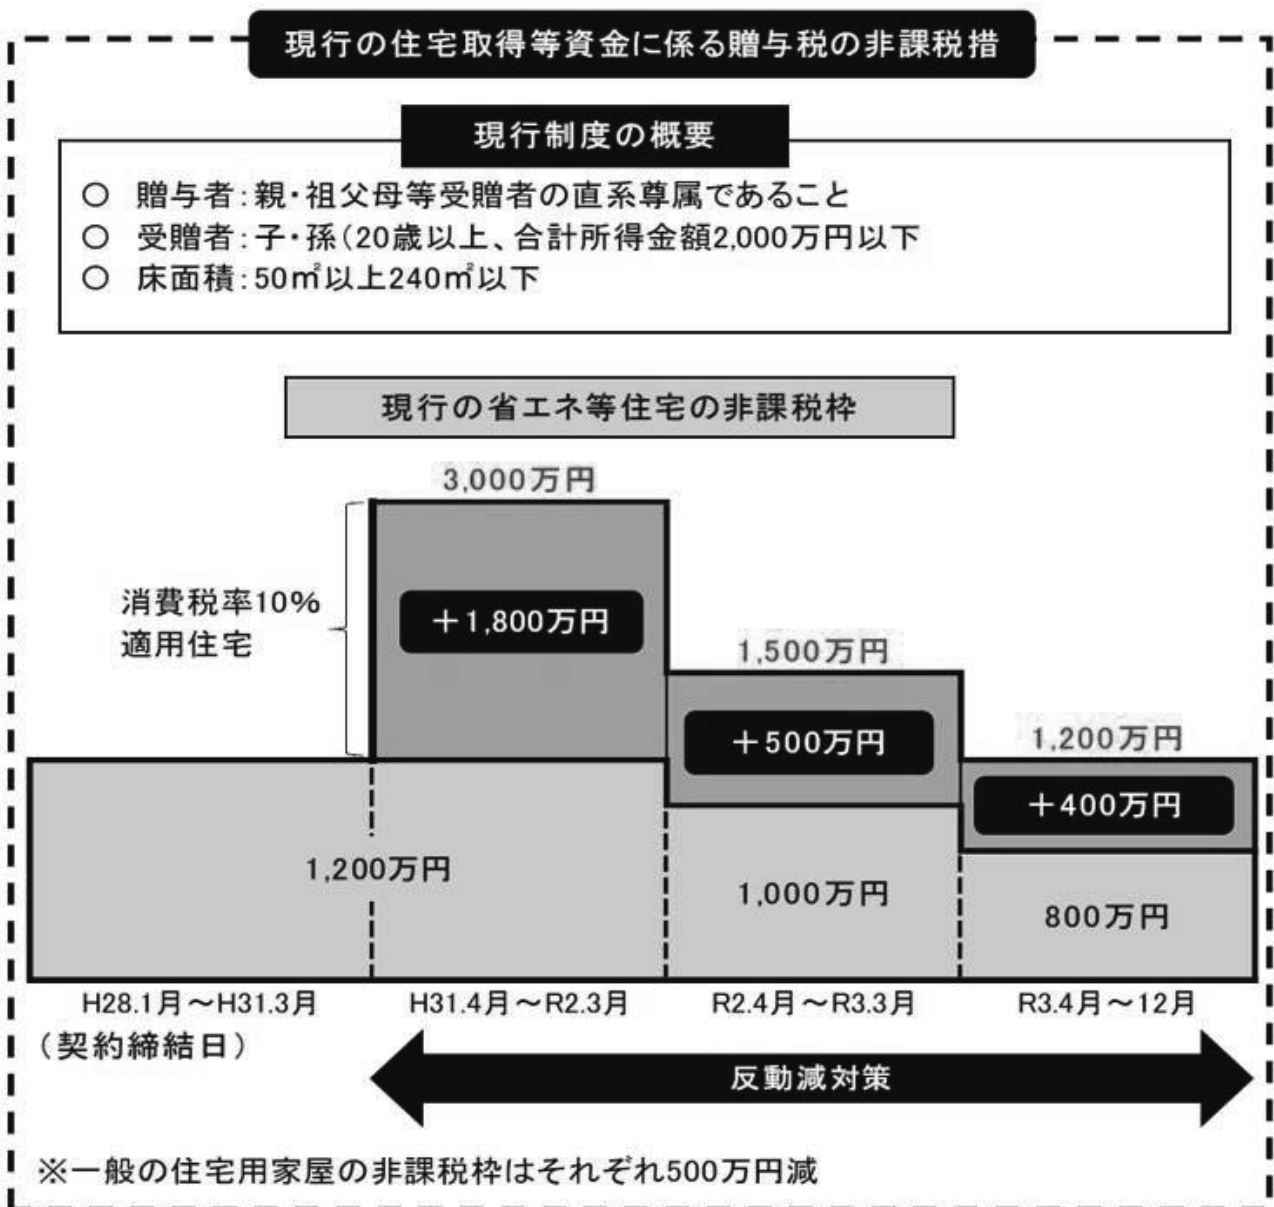 現行の住宅取得等資金に係る贈与税の非課税措
現行制度の概要
○ 贈与者:親・祖父母等受贈者の直系尊属であること
○ 受贈者:子・孫(20歳以上、合計所得金額2,000万円以下
○ 床面積:50㎡以上240㎡以下
現行の省エネ等住宅の非課税枠
3,000万円
消費税率10%
適用住宅
+1,800万円
1,500万円
+500万円
1,200万円
+400万円
1,200万円
1,000万円
800万円
H28.1月~H31.3月
H31.4月~R2.3月
R2.4月~R3.3月
R3.4月~12月
(契約締結日)
反動減対策
※一般の住宅用家屋の非課税枠はそれぞれ500万円減